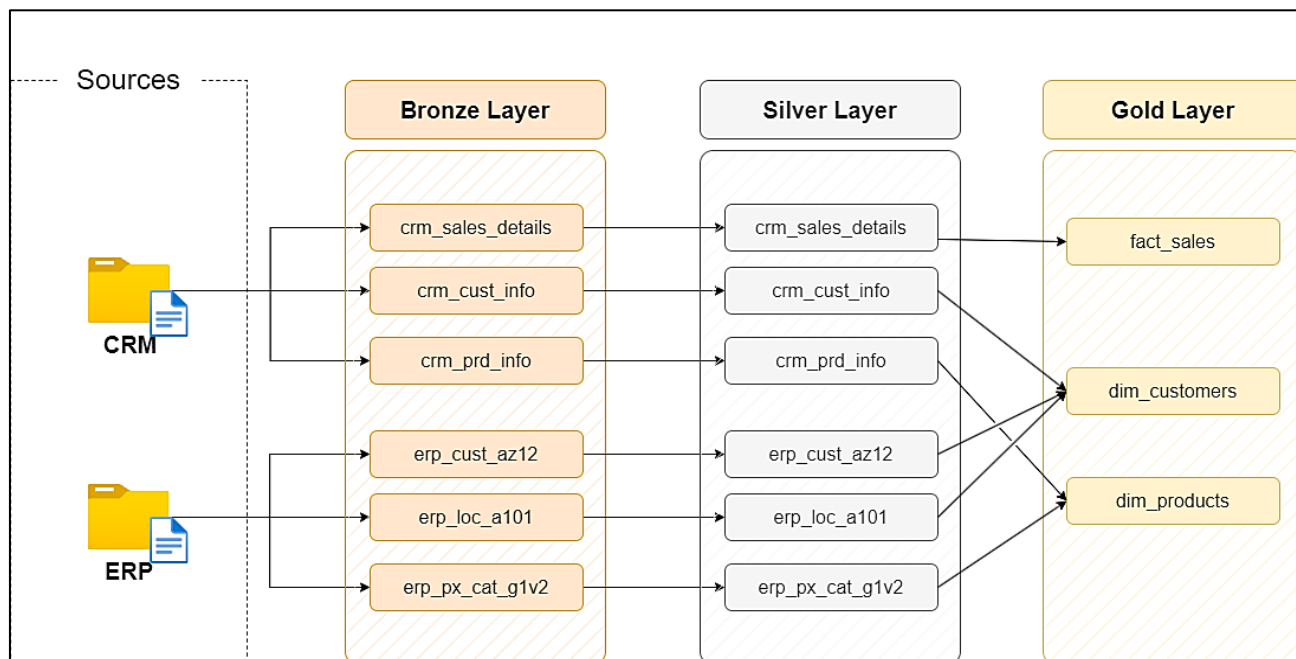 Sources
Bronze Layer
Silver Layer
Gold Layer
crm_sales_details
crm_sales_details
fact_sales
CRM
crm_cust_info
crm_cust_info
crm_prd_info
crm_prd_info
dim_customers
ERP
erp_cust_az12
erp_cust_az12
erp_loc_a101
erp_loc_a101
dim_products
erp_px_cat_g1v2
erp_px_cat_g1v2